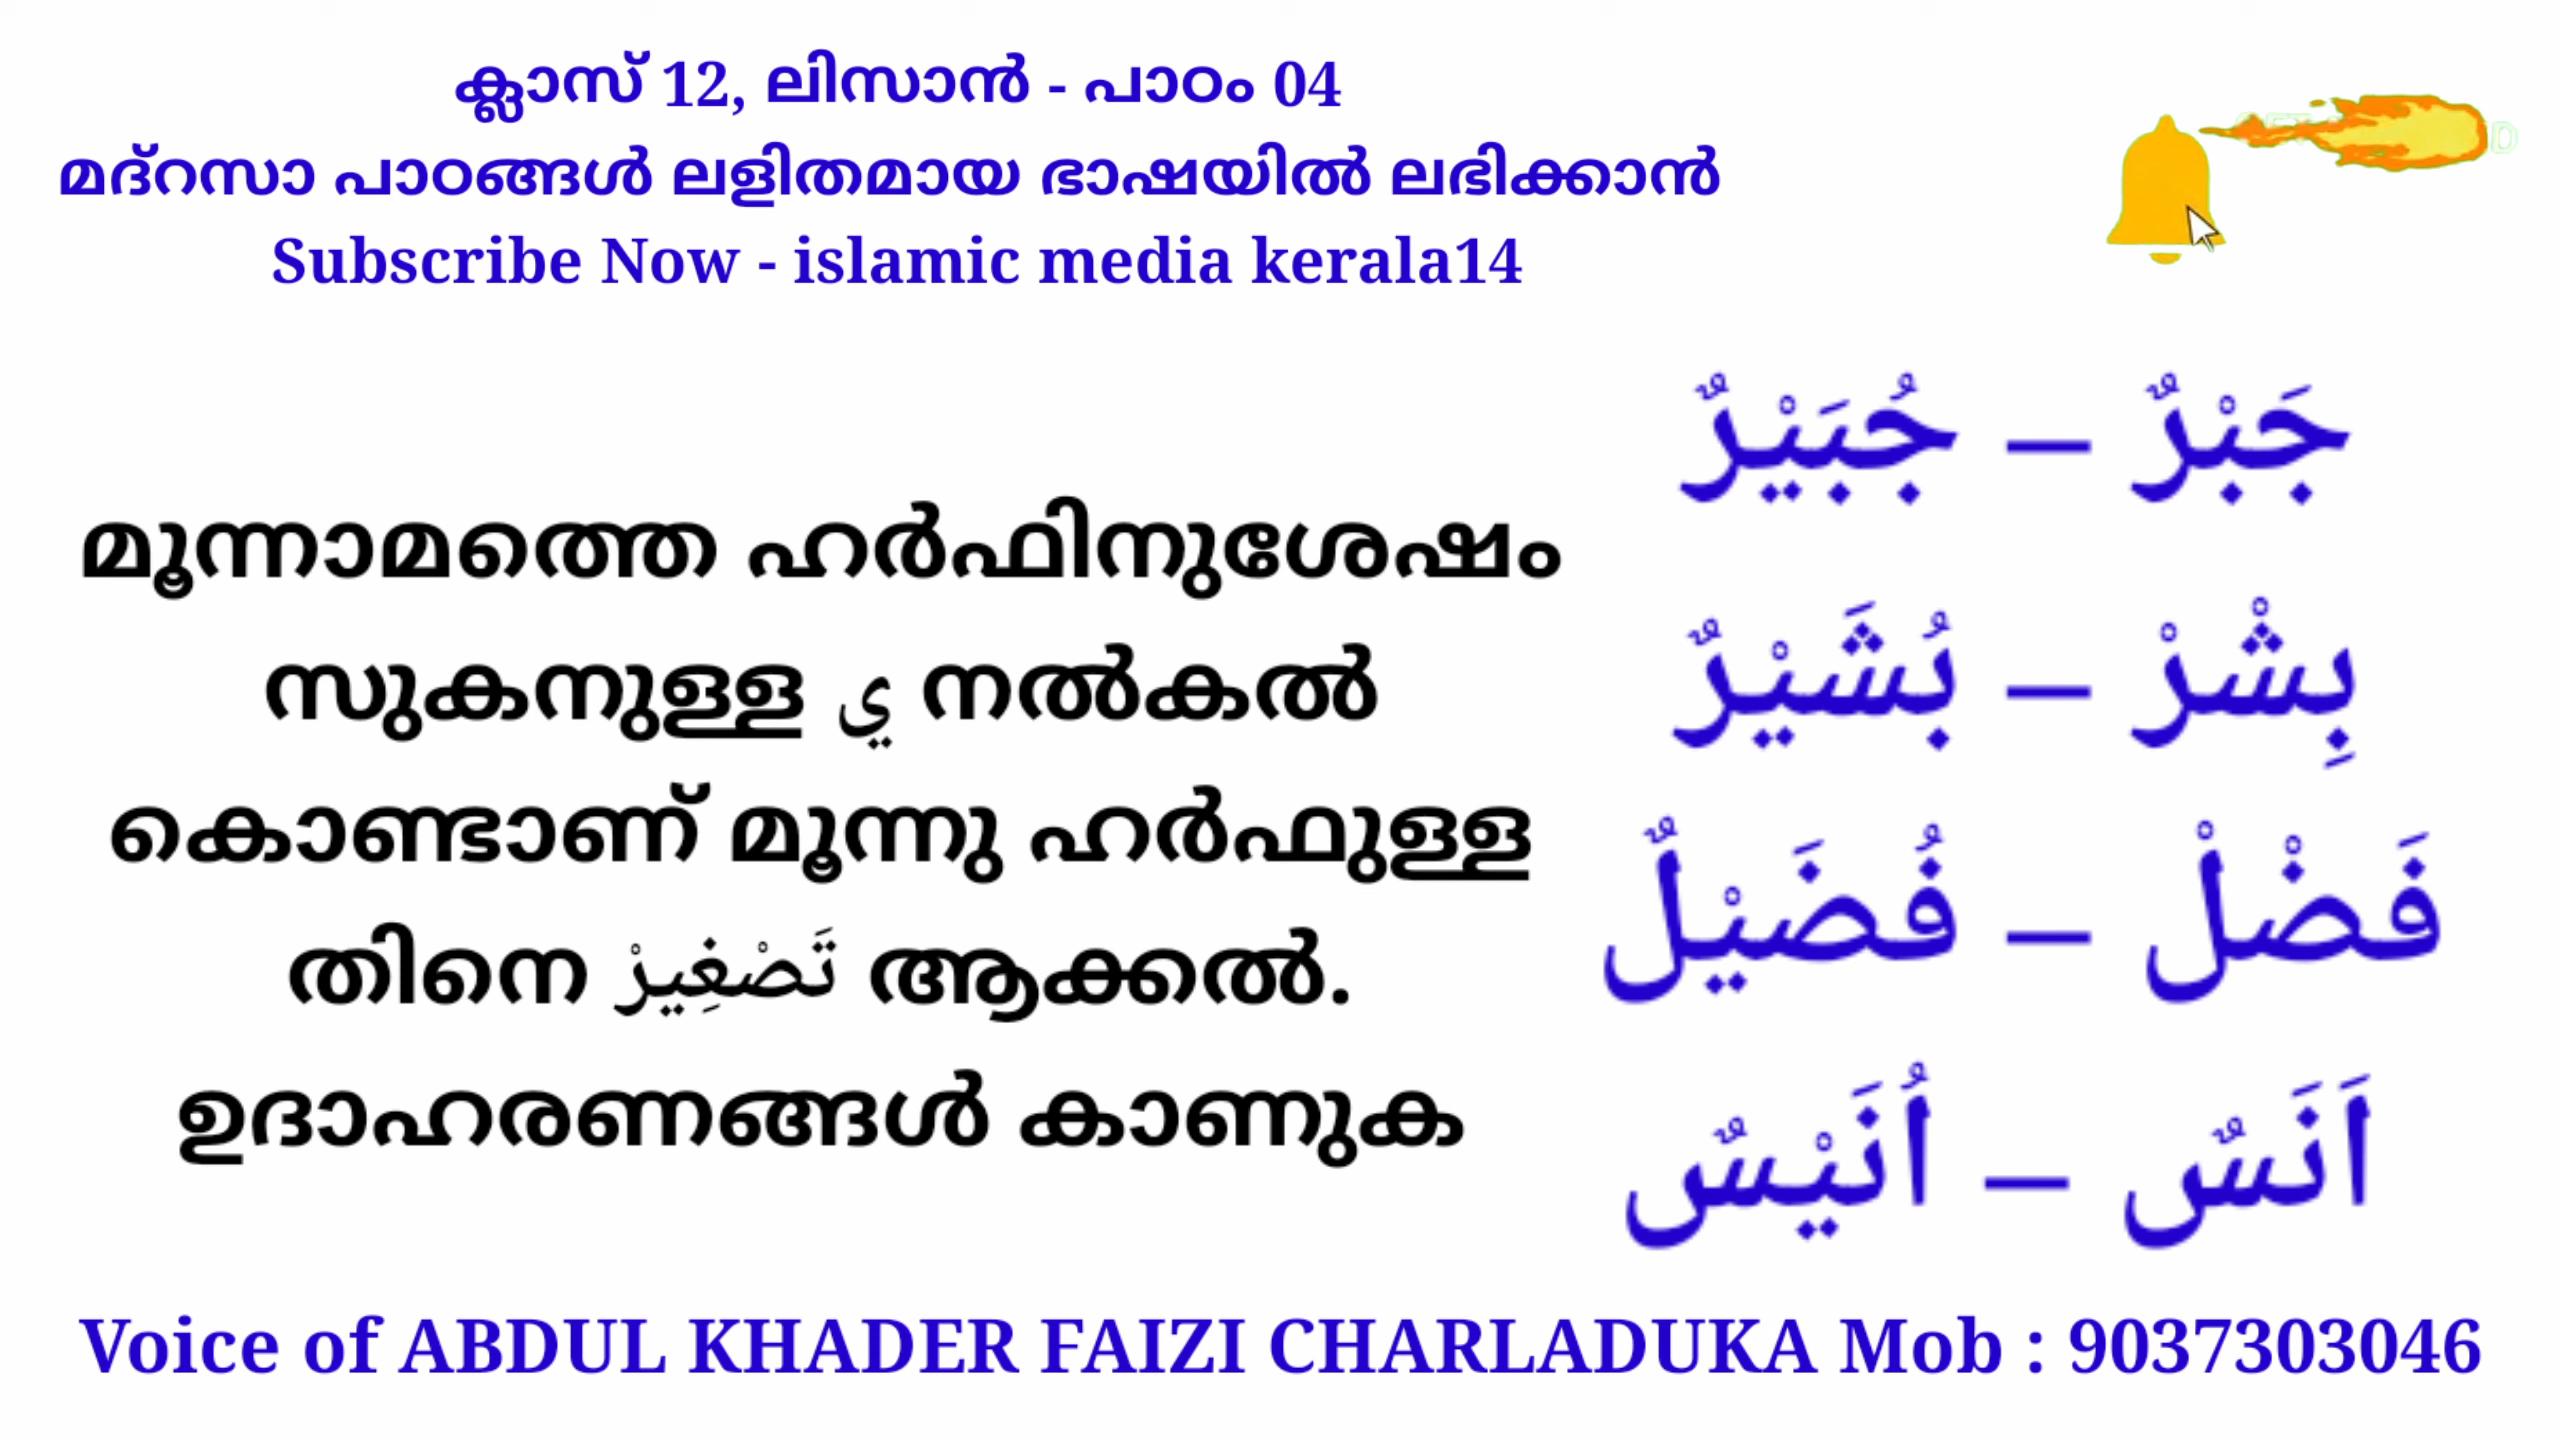 ക്ലാസ് 12, ലിസാൻ - പാഠം 04
മദ്റസാ പാഠങ്ങൾ ലളിതമായ ഭാഷയിൽ ലഭിക്കാൻ
Subscribe Now - islamic media kerala14
മൂന്നാമത്തെ ഹർഫിനുശേഷം
സുകനുള്ള ي നൽകൽ
കൊണ്ടാണ് മൂന്നു ഹർഫുള്ള
തിനെ تَصْغِيرْ ആക്കൽ.
ഉദാഹരണങ്ങൾ കാണുക
جَبْرٌ – جُبَيْرٌ
بِشْرْ – بُشَيْرٌ
فَضْلْ – فُضَيْلٌ
اَنَسٌ – اُنَيْسٌ
Voice of ABDUL KHADER FAIZI CHARLADUKA Mob : 9037303046